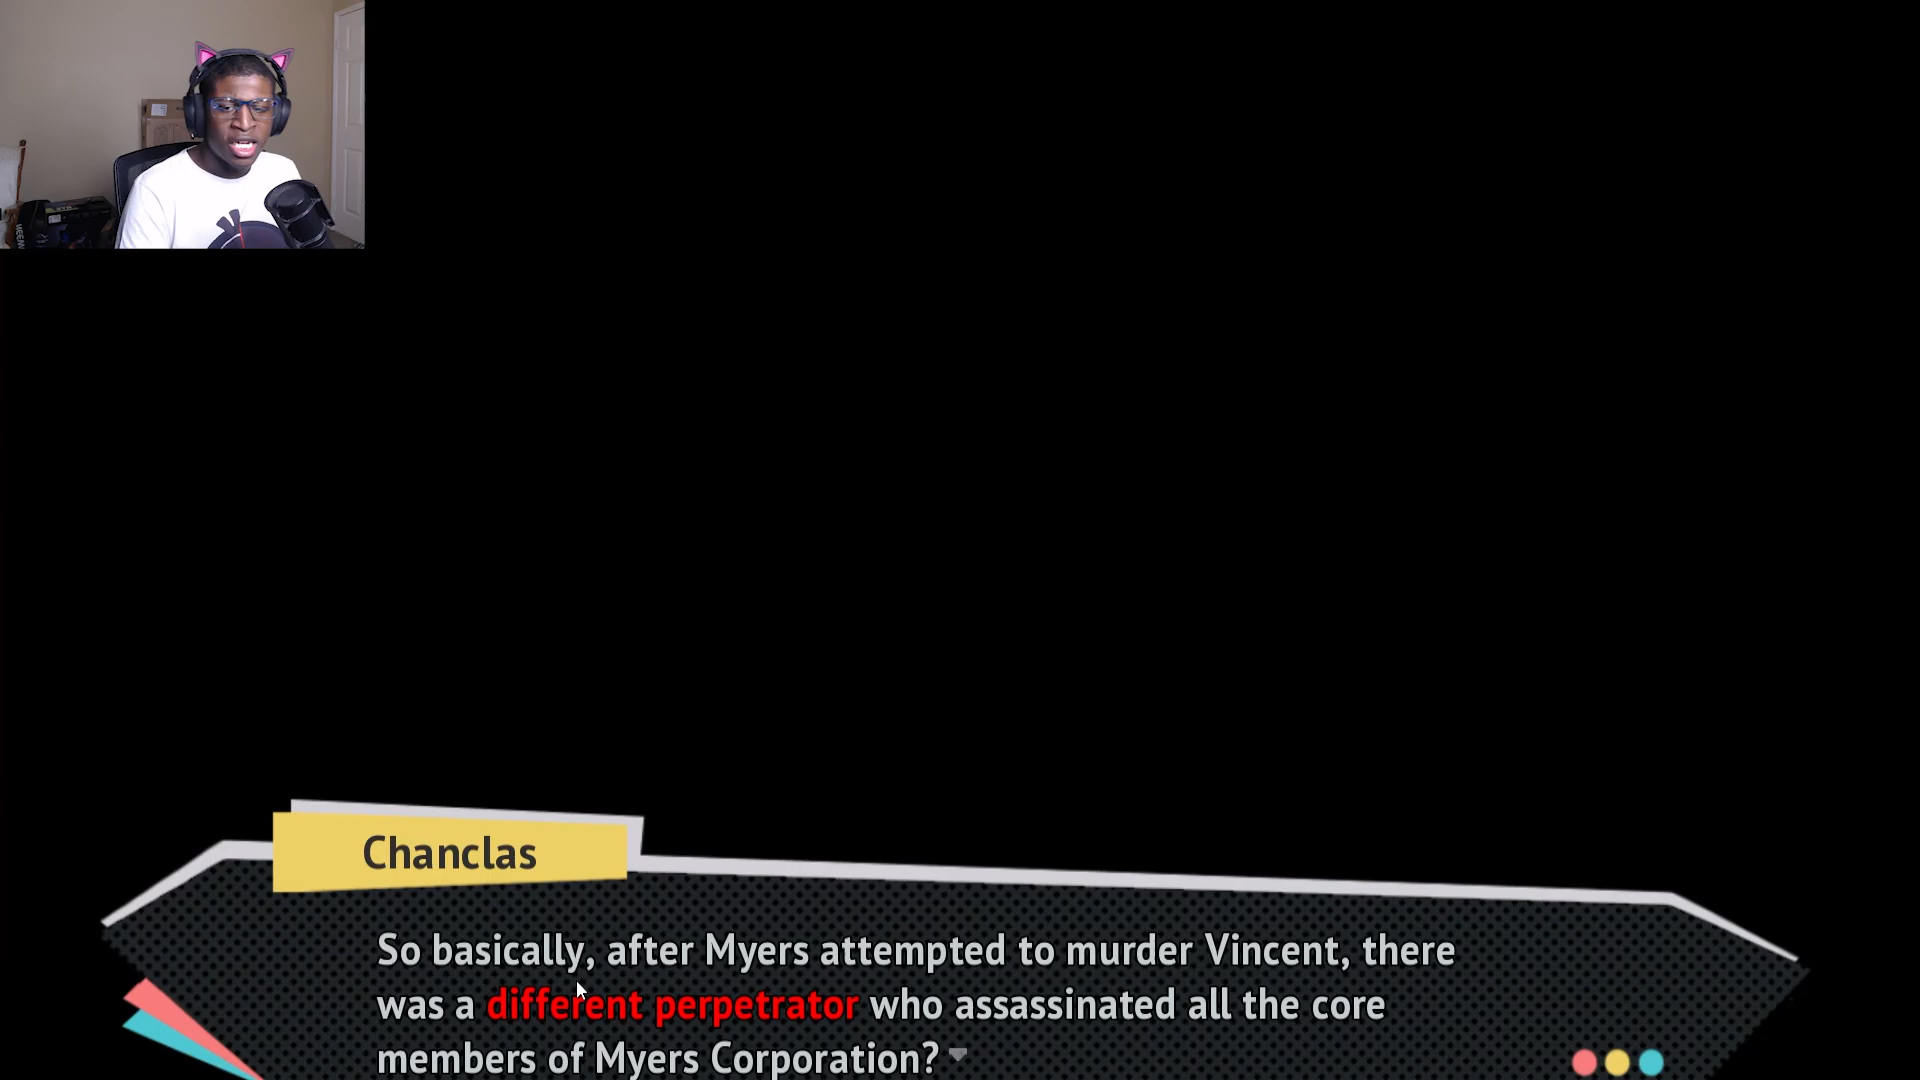 Chanclas
So basically, after Myers attempted to murder Vincent, there
was a different perpetrator who assassinated all the core
members of Myers Corporation?